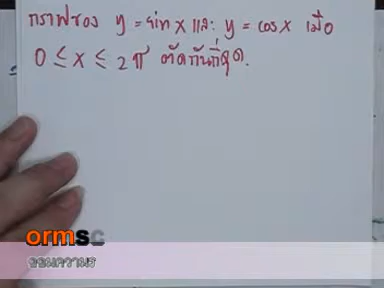 กราฟของ y = sin x และ y = cos x เมื่อ
0 ≤ x ≤ 2π ตัดกันกี่จุด.
ormsc